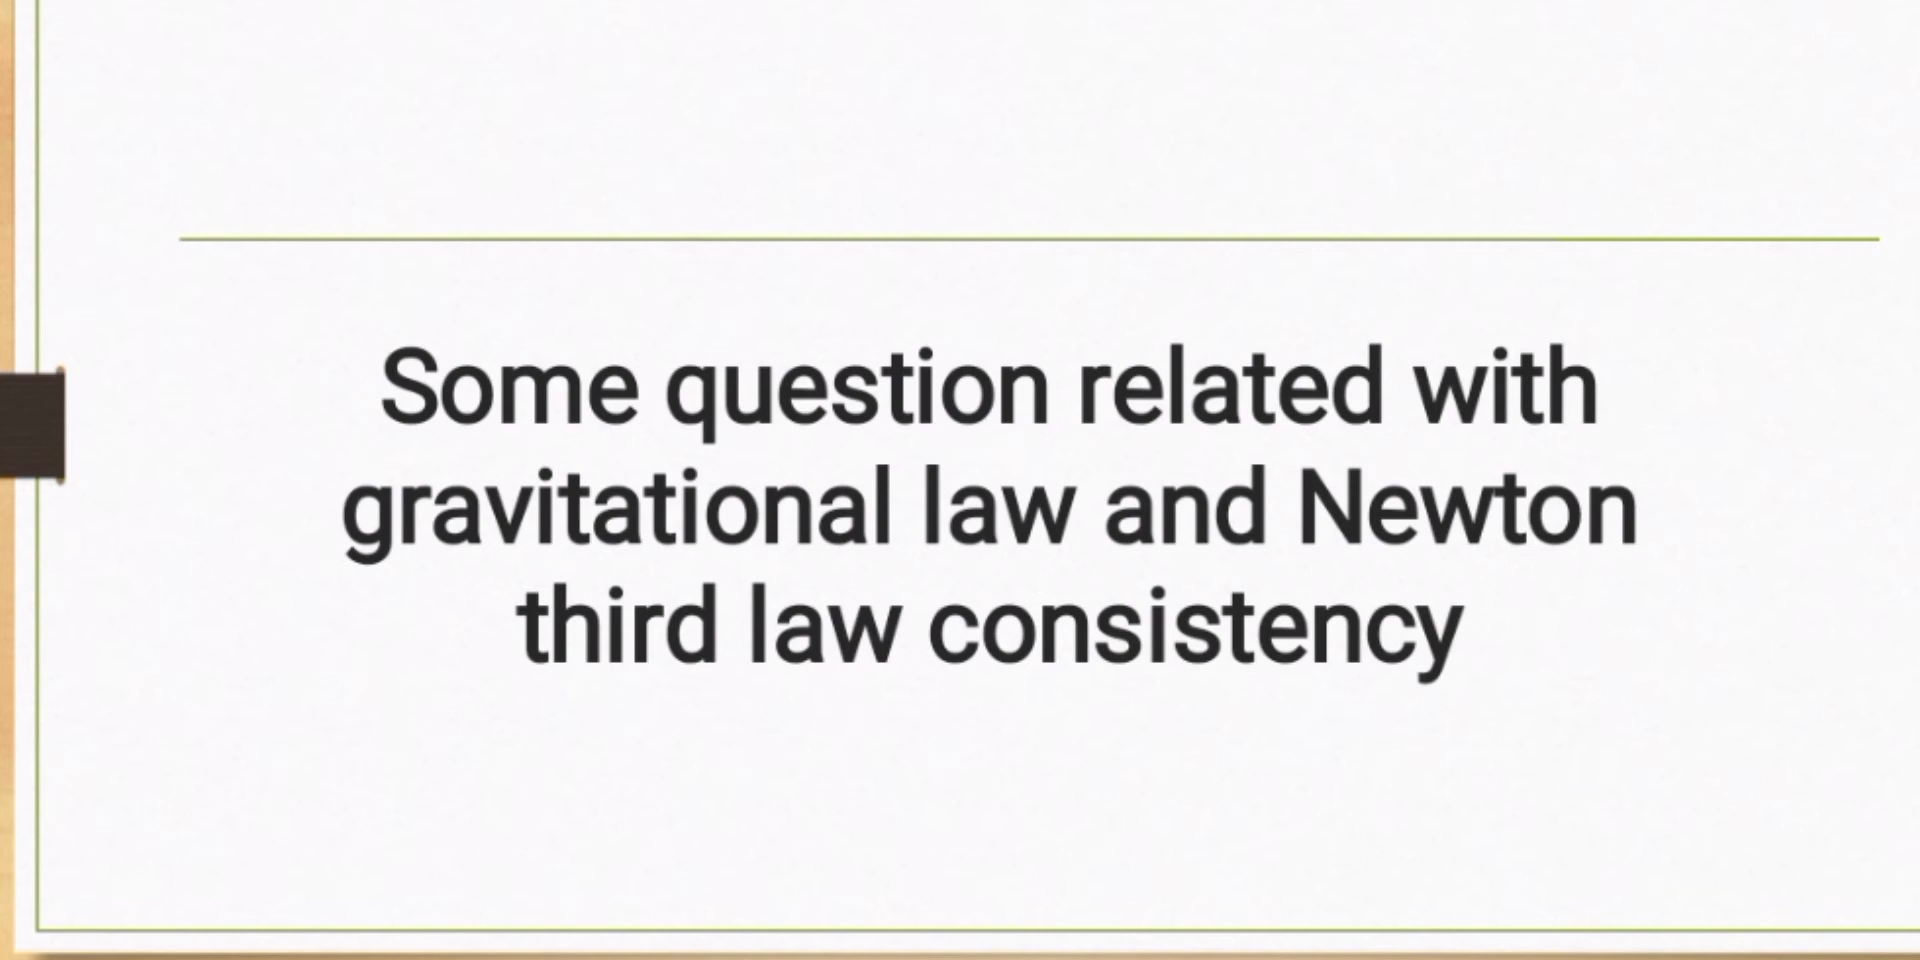 Some question related with
gravitational law and Newton
third law consistency